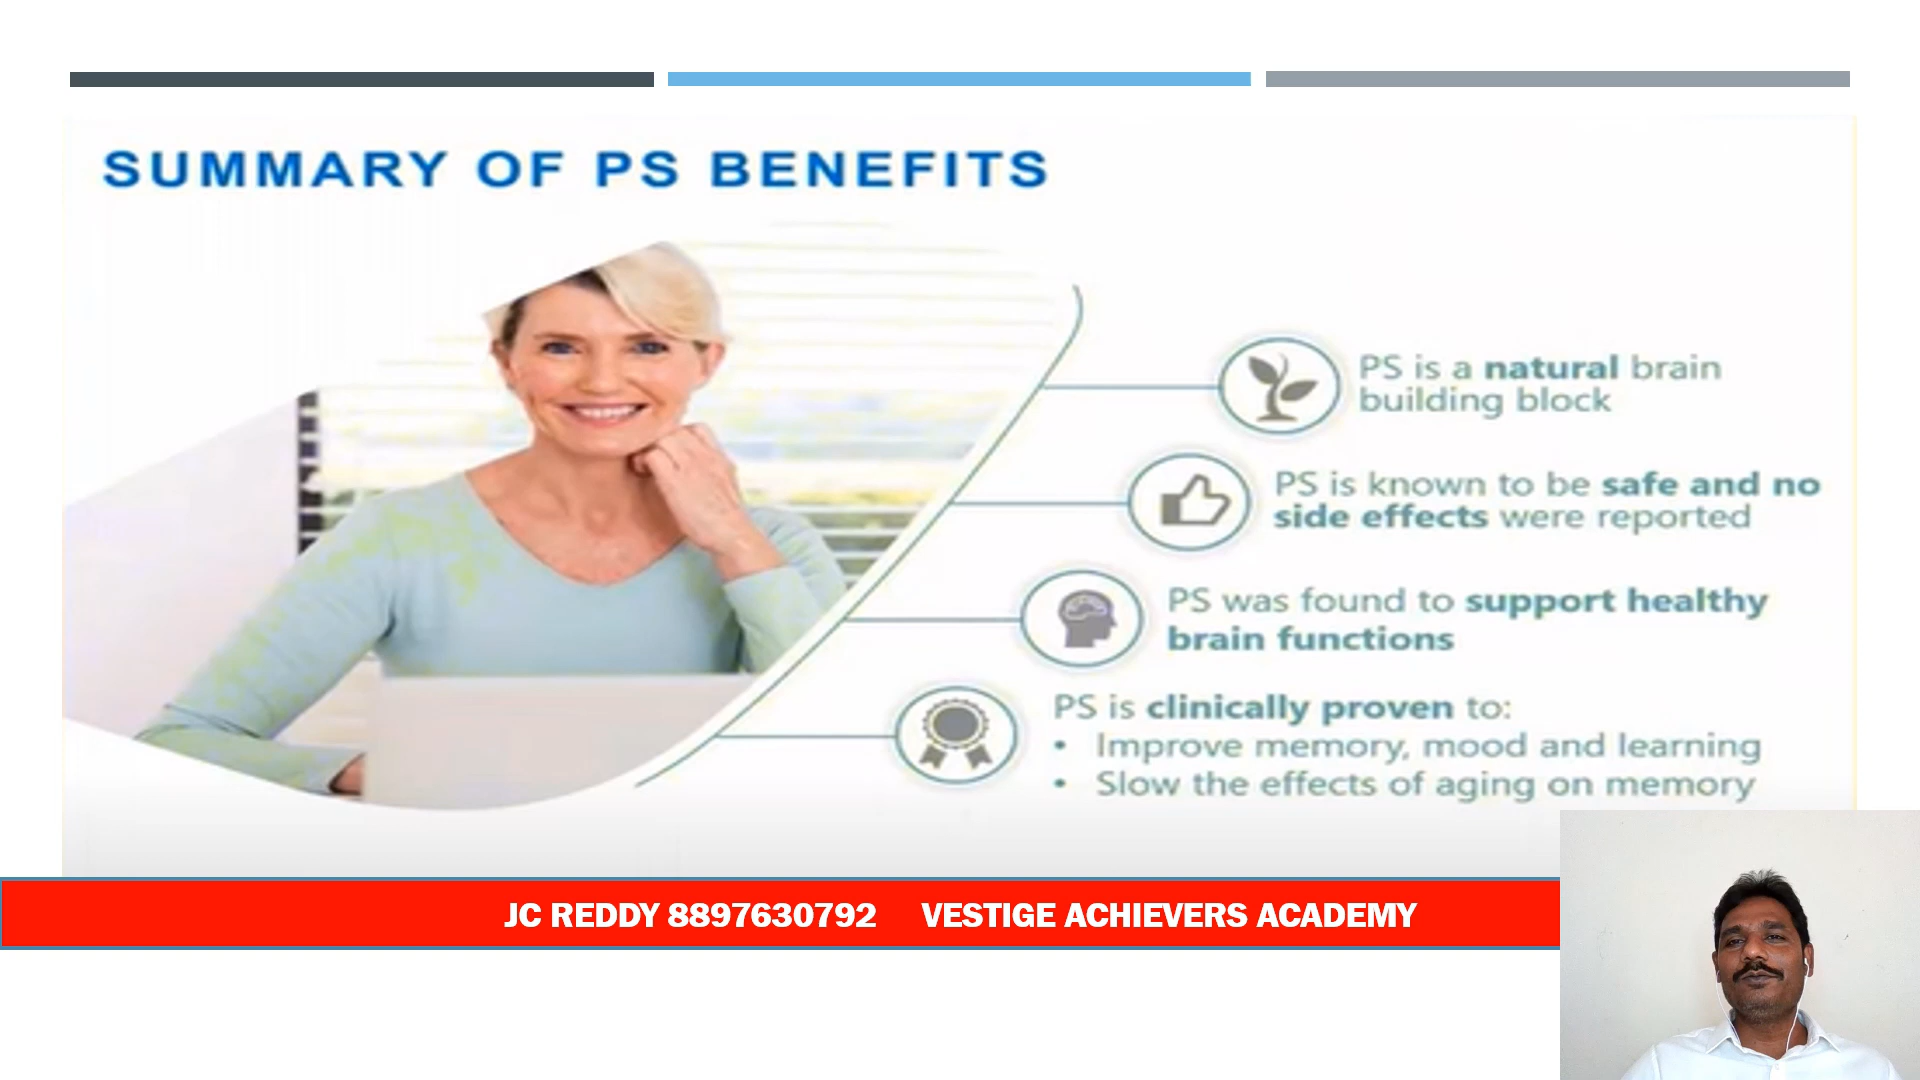 SUMMARY OF PS BENEFITS
PS is a natural brain
building block
PS is known to be safe and no
side effects were reported
PS was found to support healthy
brain functions
PS is clinically proven to:
• Improve memory, mood and learning
• Slow the effects of aging on memory
JC REDDY 8897630792 VESTIGE ACHIEVERS ACADEMY